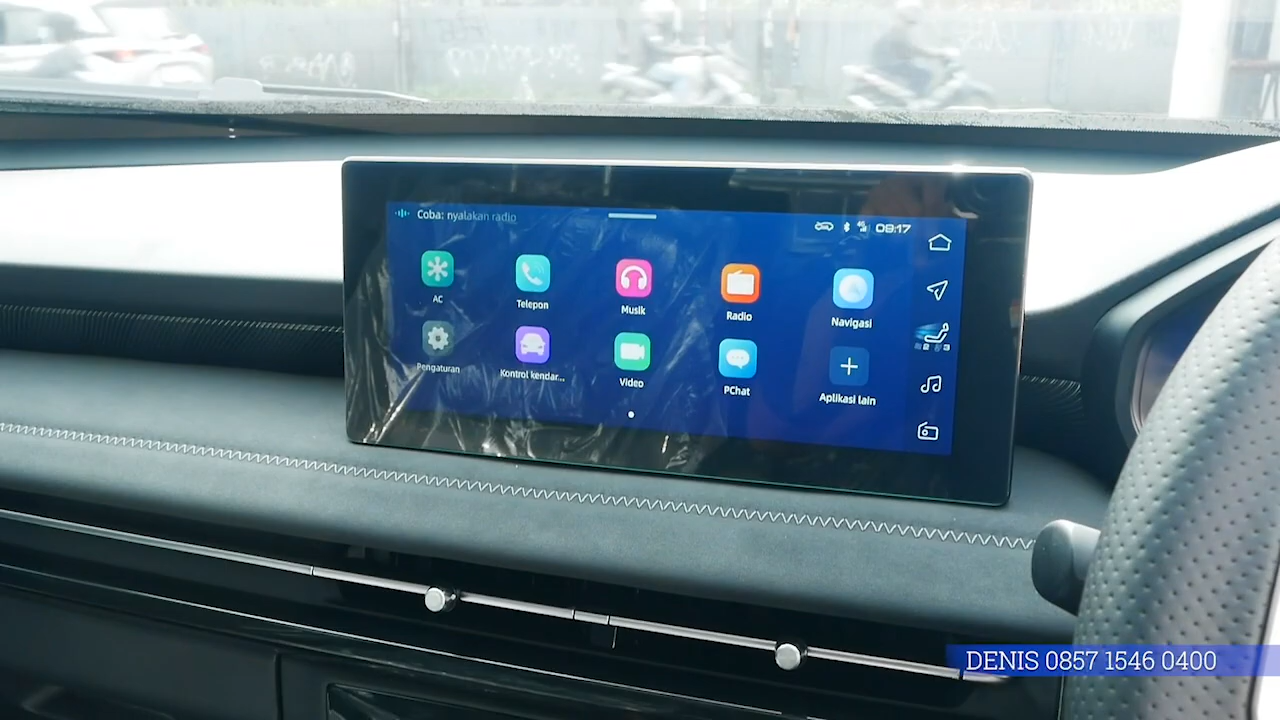 Coba: nyalakan radio
4G
09:17
AC
Telepon
Musik
Radio
Navigasi
Pengaturan
Kontrol kendar...
Video
PChat
Aplikasi lain
DENIS 0857 1546 0400